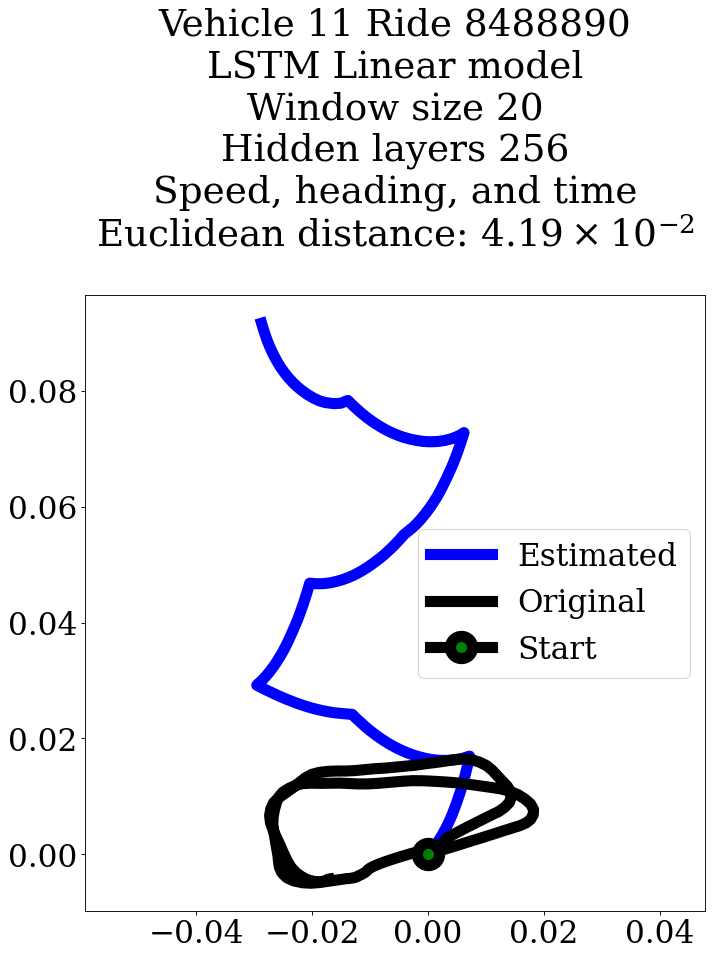 Vehicle 11 Ride 8488890
LSTM Linear model
Window size 20
Hidden layers 256
Speed, heading, and time
Euclidean distance: 4.19 × 10⁻²
0.08
0.06
0.04
0.02
0.00
Estimated
Original
Start
−0.04 −0.02 0.00 0.02 0.04